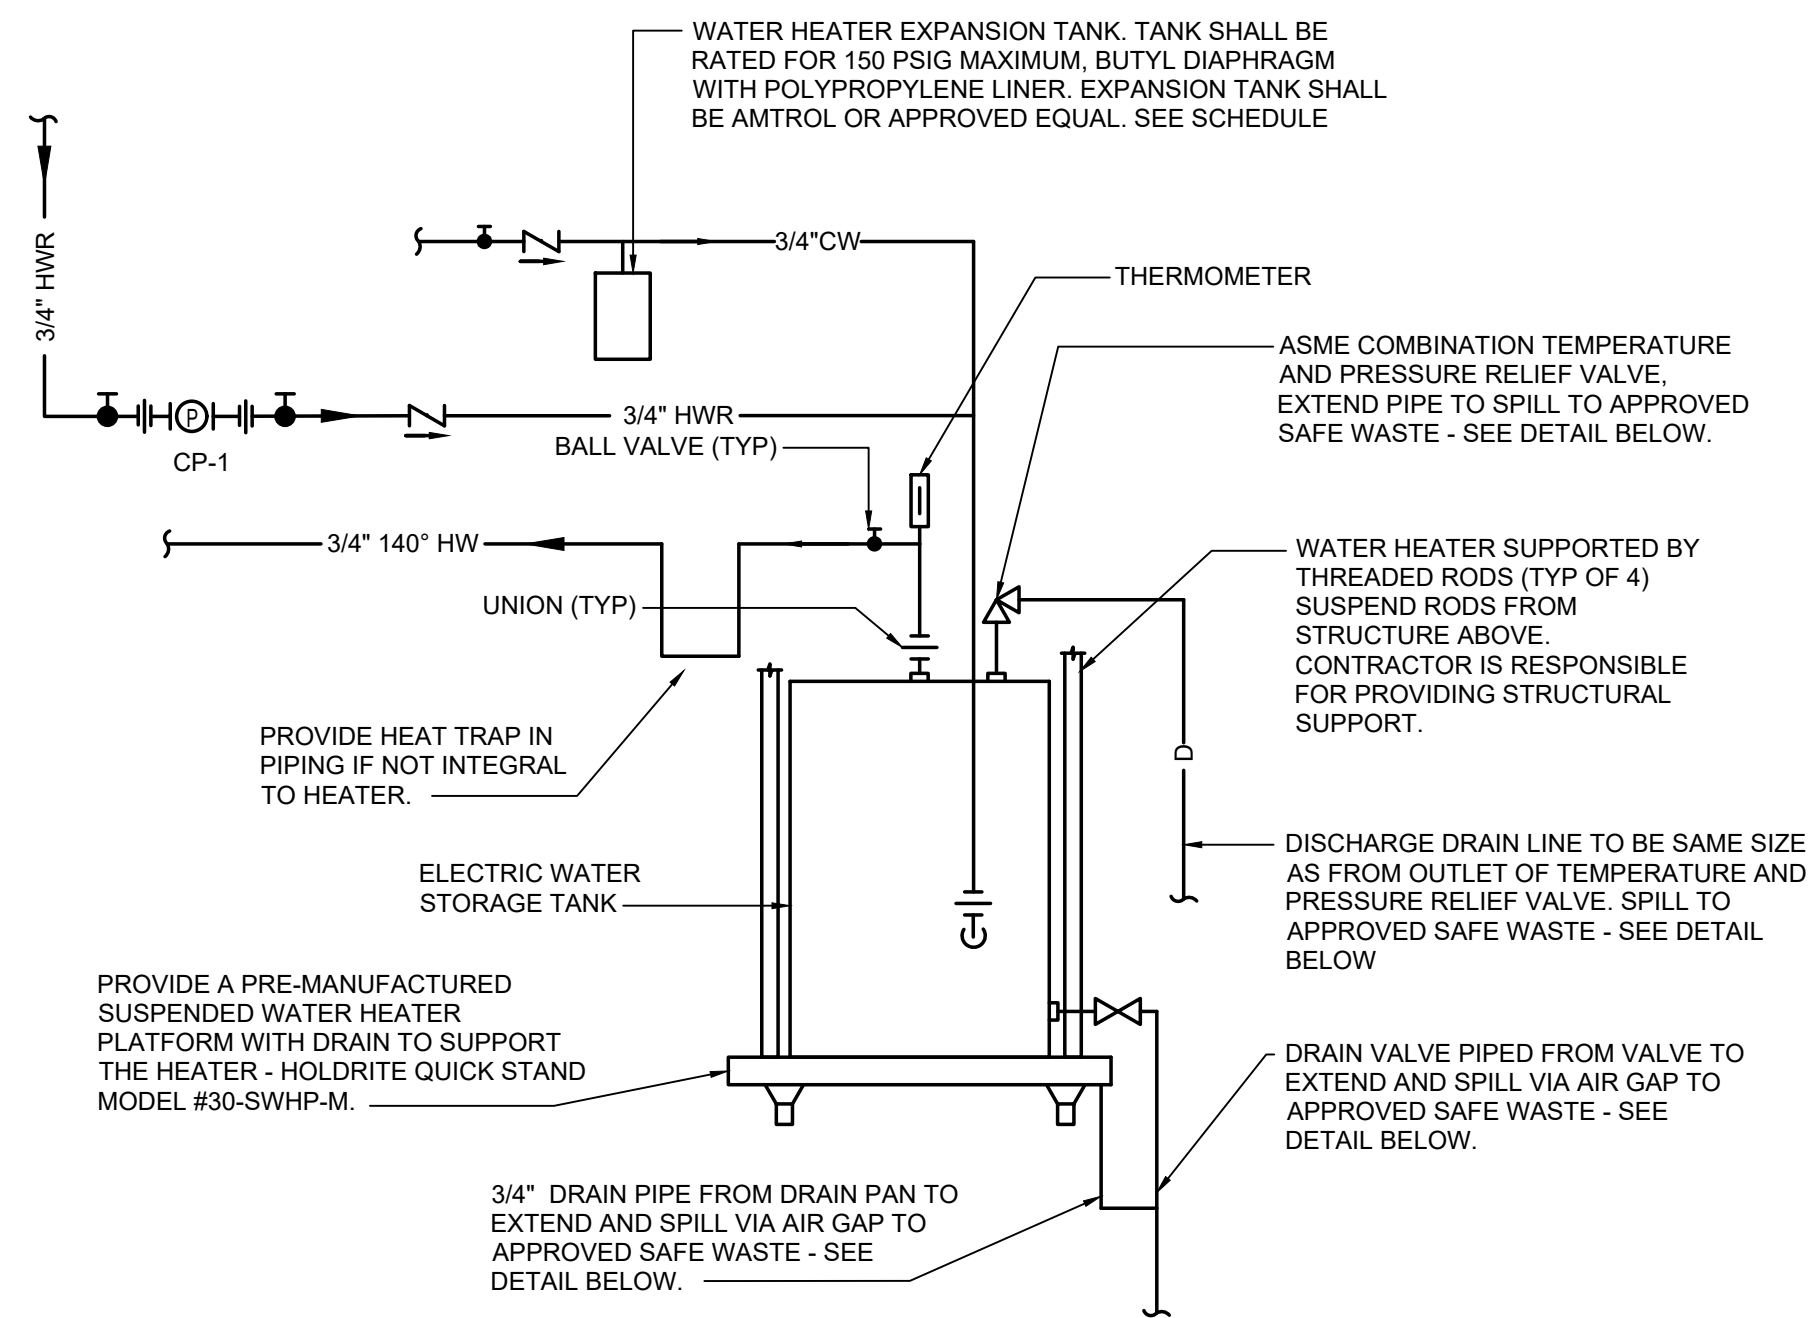 WATER HEATER EXPANSION TANK. TANK SHALL BE
RATED FOR 150 PSIG MAXIMUM, BUTYL DIAPHRAGM
WITH POLYPROPYLENE LINER. EXPANSION TANK SHALL
BE AMTROL OR APPROVED EQUAL. SEE SCHEDULE
3/4" HWR
3/4"CW
THERMOMETER
ASME COMBINATION TEMPERATURE
AND PRESSURE RELIEF VALVE,
EXTEND PIPE TO SPILL TO APPROVED
SAFE WASTE - SEE DETAIL BELOW.
P
CP-1
3/4" HWR
BALL VALVE (TYP)
3/4" 140° HW
UNION (TYP)
WATER HEATER SUPPORTED BY
THREADED RODS (TYP OF 4)
SUSPEND RODS FROM
STRUCTURE ABOVE.
CONTRACTOR IS RESPONSIBLE
FOR PROVIDING STRUCTURAL
SUPPORT.
PROVIDE HEAT TRAP IN
PIPING IF NOT INTEGRAL
TO HEATER.
D
ELECTRIC WATER
STORAGE TANK
DISCHARGE DRAIN LINE TO BE SAME SIZE
AS FROM OUTLET OF TEMPERATURE AND
PRESSURE RELIEF VALVE. SPILL TO
APPROVED SAFE WASTE - SEE DETAIL
BELOW
PROVIDE A PRE-MANUFACTURED
SUSPENDED WATER HEATER
PLATFORM WITH DRAIN TO SUPPORT
THE HEATER - HOLDRITE QUICK STAND
MODEL #30-SWHP-M.
DRAIN VALVE PIPED FROM VALVE TO
EXTEND AND SPILL VIA AIR GAP TO
APPROVED SAFE WASTE - SEE
DETAIL BELOW.
3/4" DRAIN PIPE FROM DRAIN PAN TO
EXTEND AND SPILL VIA AIR GAP TO
APPROVED SAFE WASTE - SEE
DETAIL BELOW.